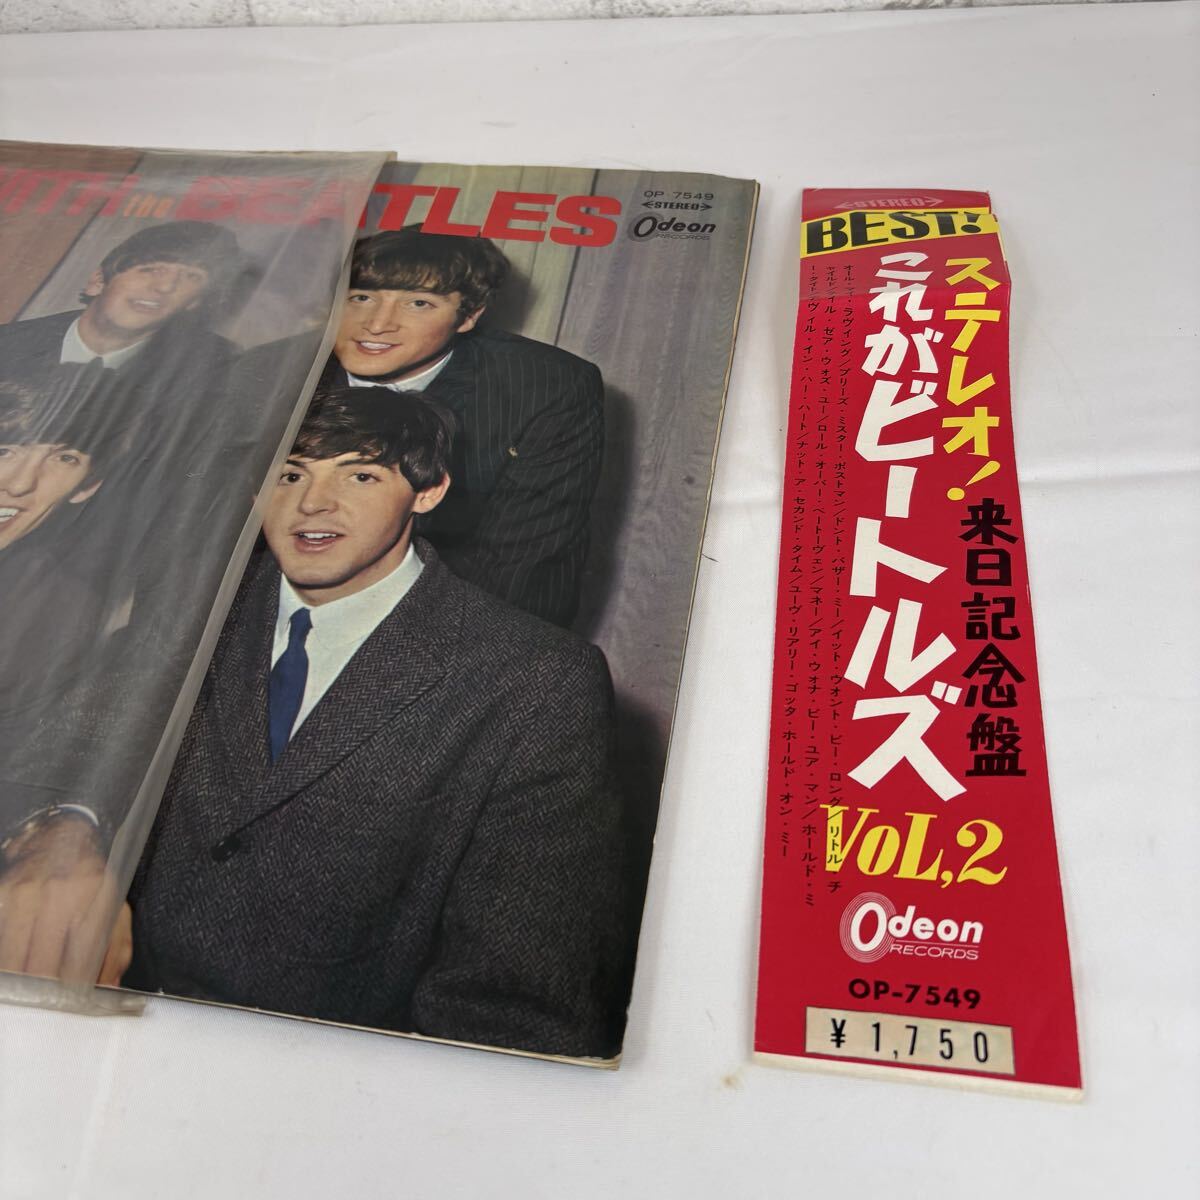 WITH the BEATLES
OP-7549
STEREO
Odeon
RECORDS
STEREO
BEST!
ステレオ!
来日記念盤
これがビートルズ
VOL,2
オール・マイ・ラヴィング/プリーズ・ミスター・ポストマン/ドント・バザー・ミー/イット・ウォント・ビー・ロング/リトル・チ
ャイルド/ティル・ゼア・ウォズ・ユー/ロール・オーバー・ベートーヴェン/マネー/アイ・ウォナ・ビー・ユア・マン/ホールド・ミ
ー・タイト/デヴィル・イン・ハー・ハート/ナット・ア・セカンド・タイム/ユーヴ・リアリー・ゴッタ・ホールド・オン・ミー
Odeon
RECORDS
OP-7549
¥1,750